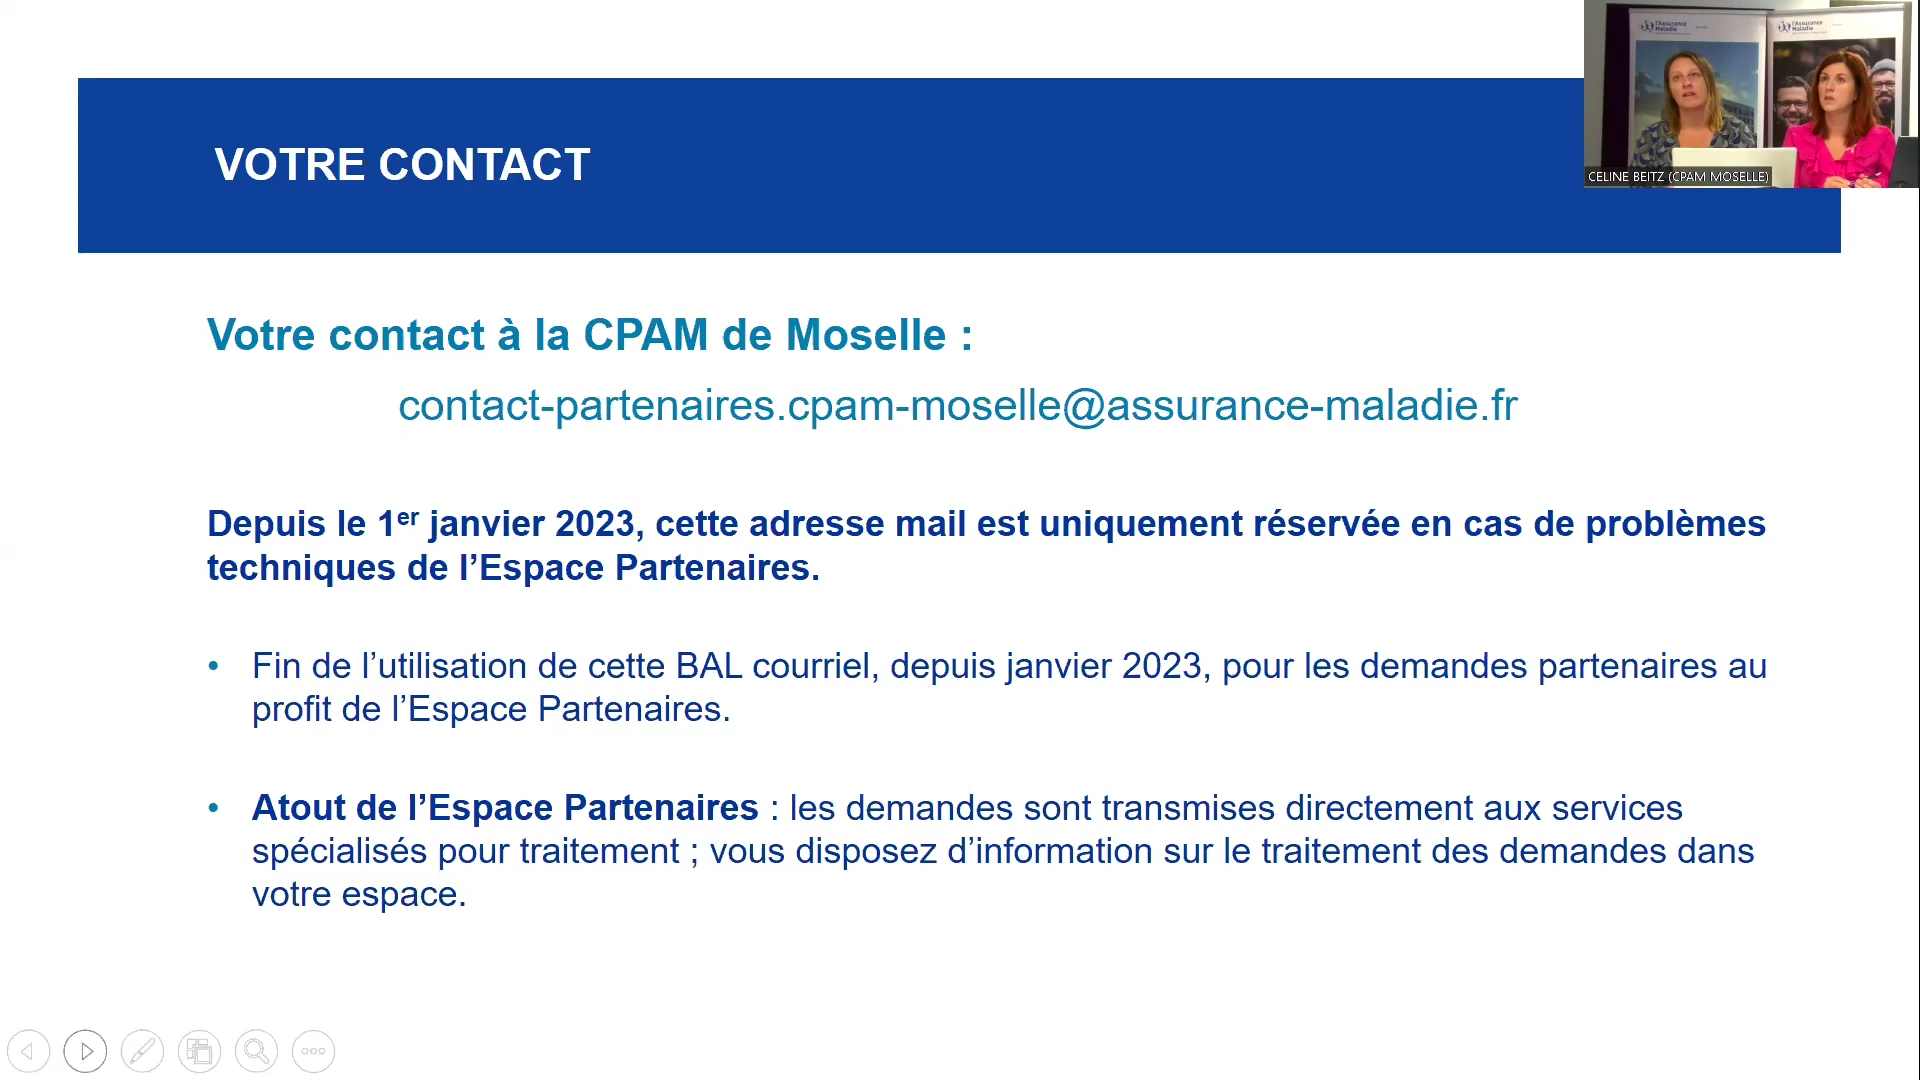 l'Assurance
Maladie
l'Assurance
Maladie
CELINE BEITZ (CPAM MOSELLE)
VOTRE CONTACT
Votre contact à la CPAM de Moselle :
contact-partenaires.cpam-moselle@assurance-maladie.fr
Depuis le 1er janvier 2023, cette adresse mail est uniquement réservée en cas de problèmes
techniques de l’Espace Partenaires.
• Fin de l’utilisation de cette BAL courriel, depuis janvier 2023, pour les demandes partenaires au
profit de l’Espace Partenaires.
• Atout de l’Espace Partenaires : les demandes sont transmises directement aux services
spécialisés pour traitement ; vous disposez d’information sur le traitement des demandes dans
votre espace.